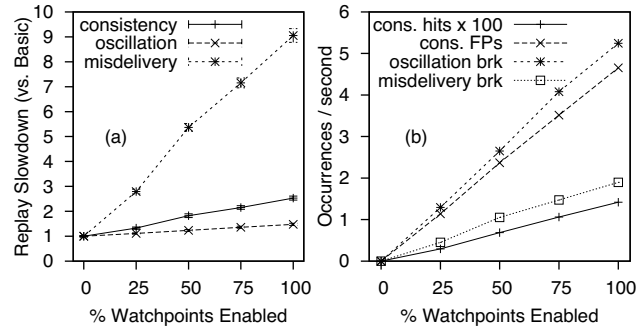 consistency
oscillation
misdelivery
(a)
Replay Slowdown (vs. Basic)
10
9
8
7
6
5
4
3
2
1
0
0 25 50 75 100
% Watchpoints Enabled
cons. hits x 100
cons. FPs
oscillation brk
misdelivery brk
(b)
Occurrences / second
6
5
4
3
2
1
0
0 25 50 75 100
% Watchpoints Enabled